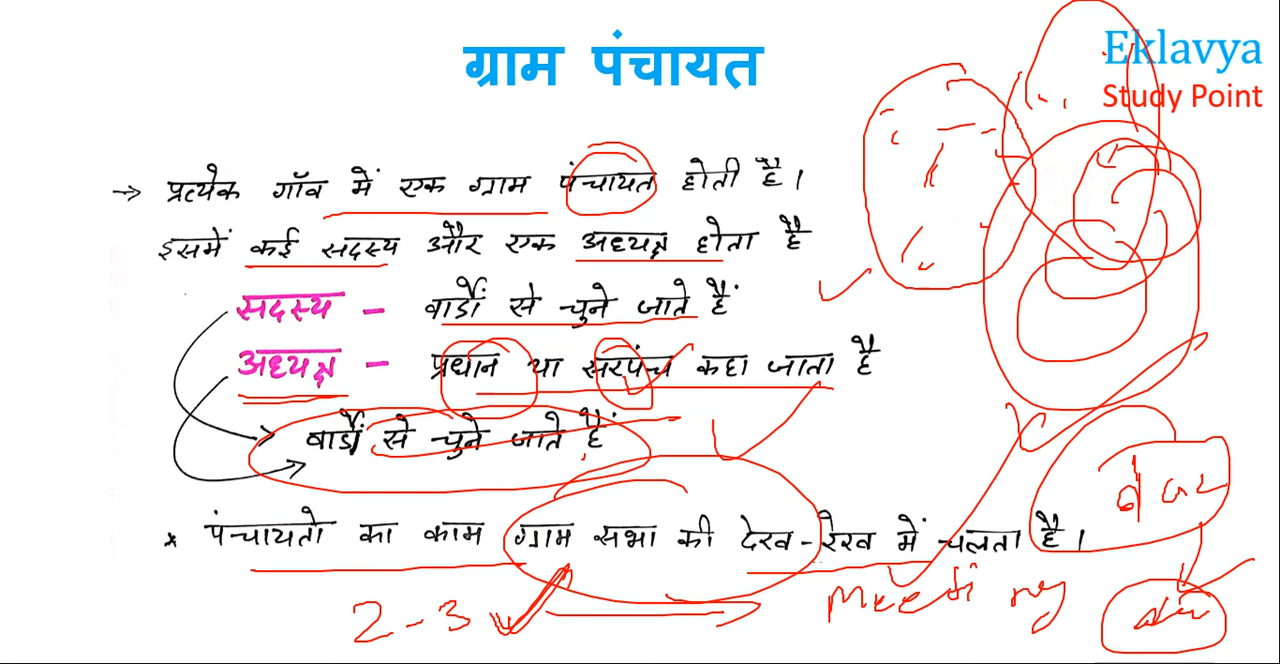 ग्राम पंचायत
Eklavya
Study Point
→ प्रत्येक गाँव में एक ग्राम पंचायत होती है।
इसमें कई सदस्य और एक अध्यक्ष होता है
सदस्य - वार्डों से चुने जाते हैं
अध्यक्ष - प्रधान या सरपंच कहा जाता है
वार्डों से चुने जाते हैं
* पंचायतो का काम ग्राम सभा की देख-रेख में चलता है।
2-3 Meeting